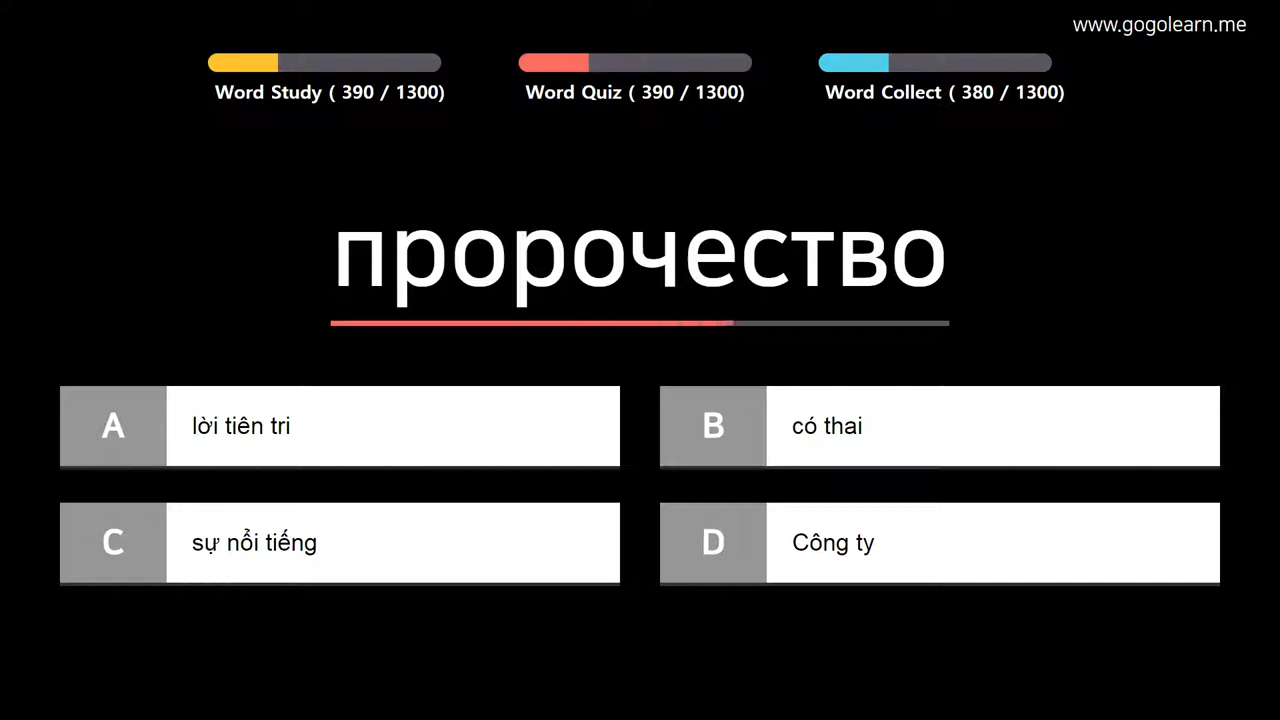 www.gogolearn.me
Word Study ( 390 / 1300)
Word Quiz ( 390 / 1300)
Word Collect ( 380 / 1300)
пророчество
A lời tiên tri
B có thai
C sự nổi tiếng
D Công ty